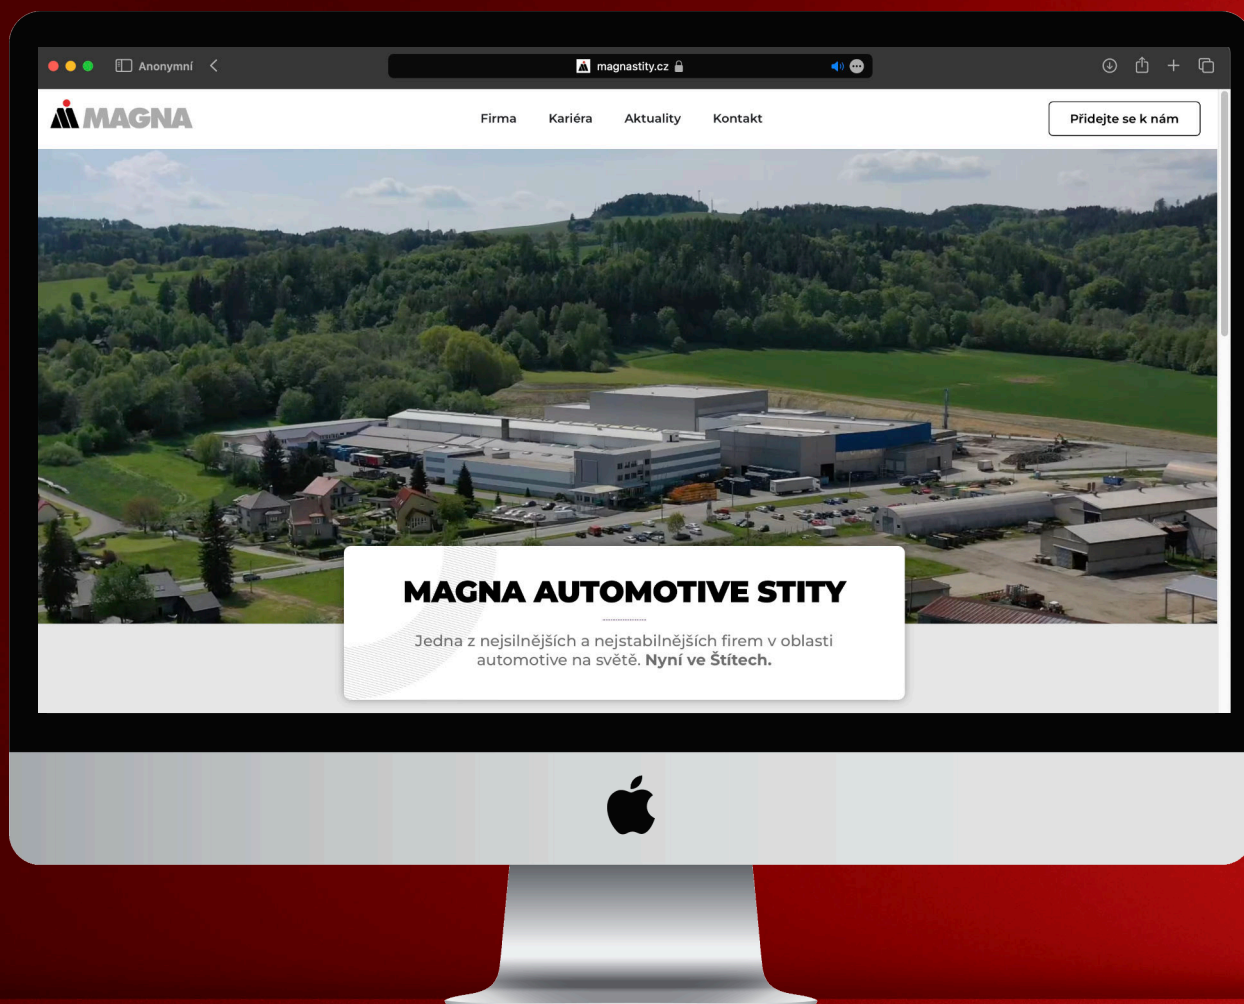 Anonymní
magnastity.cz
MAGNA
Firma
Kariéra
Aktuality
Kontakt
Přidejte se k nám
MAGNA AUTOMOTIVE STITY
Jedna z nejsilnějších a nejstabilnějších firem v oblasti
automotive na světě. Nyní ve Štítech.